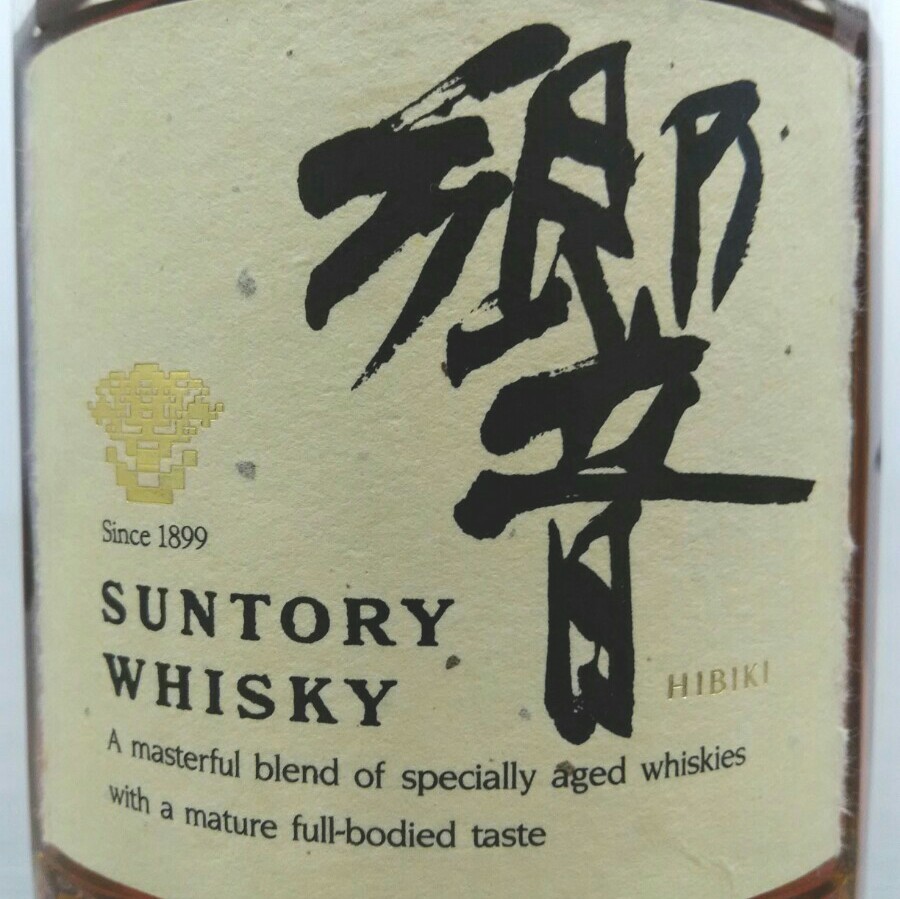 響
Since 1899
SUNTORY
WHISKY
HIBIKI
A masterful blend of specially aged whiskies
with a mature full-bodied taste